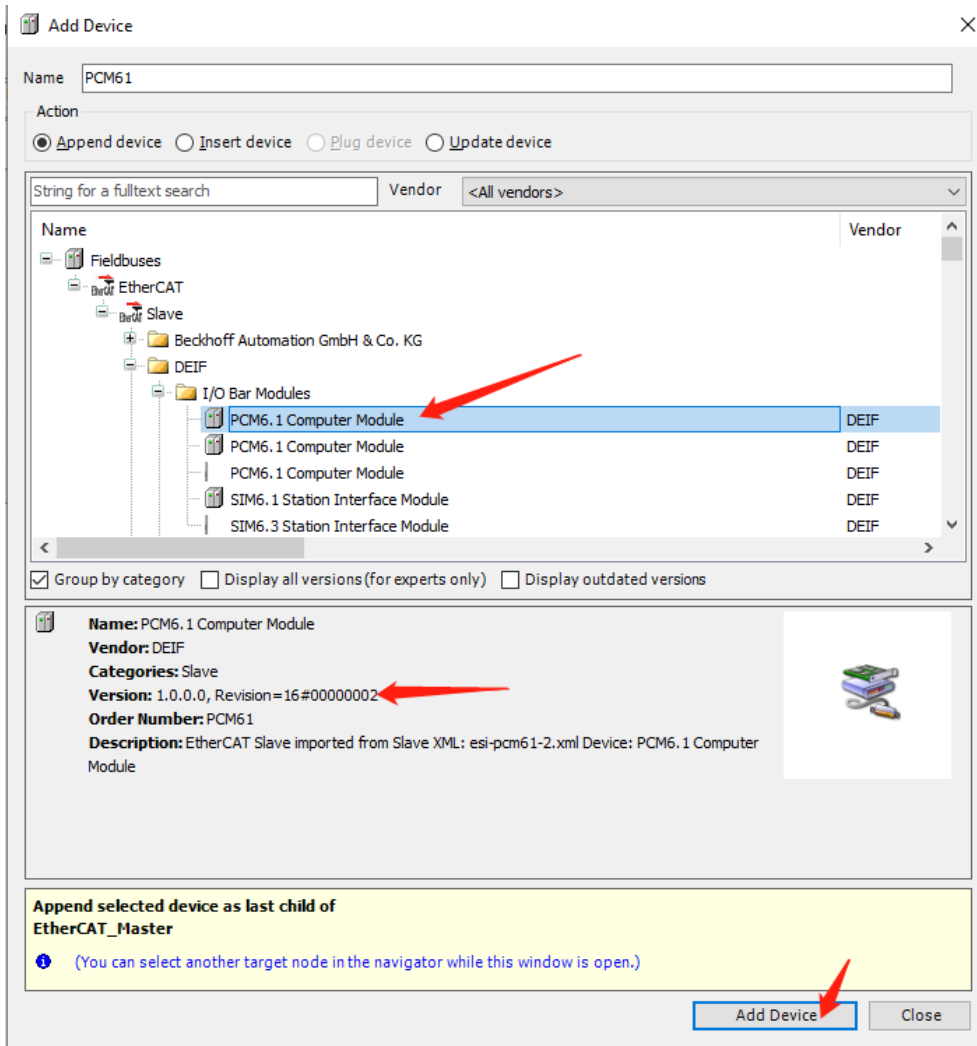 Add Device
Name PCM61
Action
Append device Insert device Plug device Update device
String for a fulltext search Vendor <All vendors>
Name Vendor
Fieldbuses
EtherCAT
Slave
Beckhoff Automation GmbH & Co. KG
DEIF
I/O Bar Modules
PCM6.1 Computer Module DEIF
PCM6.1 Computer Module DEIF
PCM6.1 Computer Module DEIF
SIM6.1 Station Interface Module DEIF
SIM6.3 Station Interface Module DEIF
Group by category Display all versions (for experts only) Display outdated versions
Name: PCM6.1 Computer Module
Vendor: DEIF
Categories: Slave
Version: 1.0.0.0, Revision=16#00000002
Order Number: PCM61
Description: EtherCAT Slave imported from Slave XML: esi-pcm61-2.xml Device: PCM6.1 Computer
Module
Append selected device as last child of
EtherCAT_Master
(You can select another target node in the navigator while this window is open.)
Add Device Close